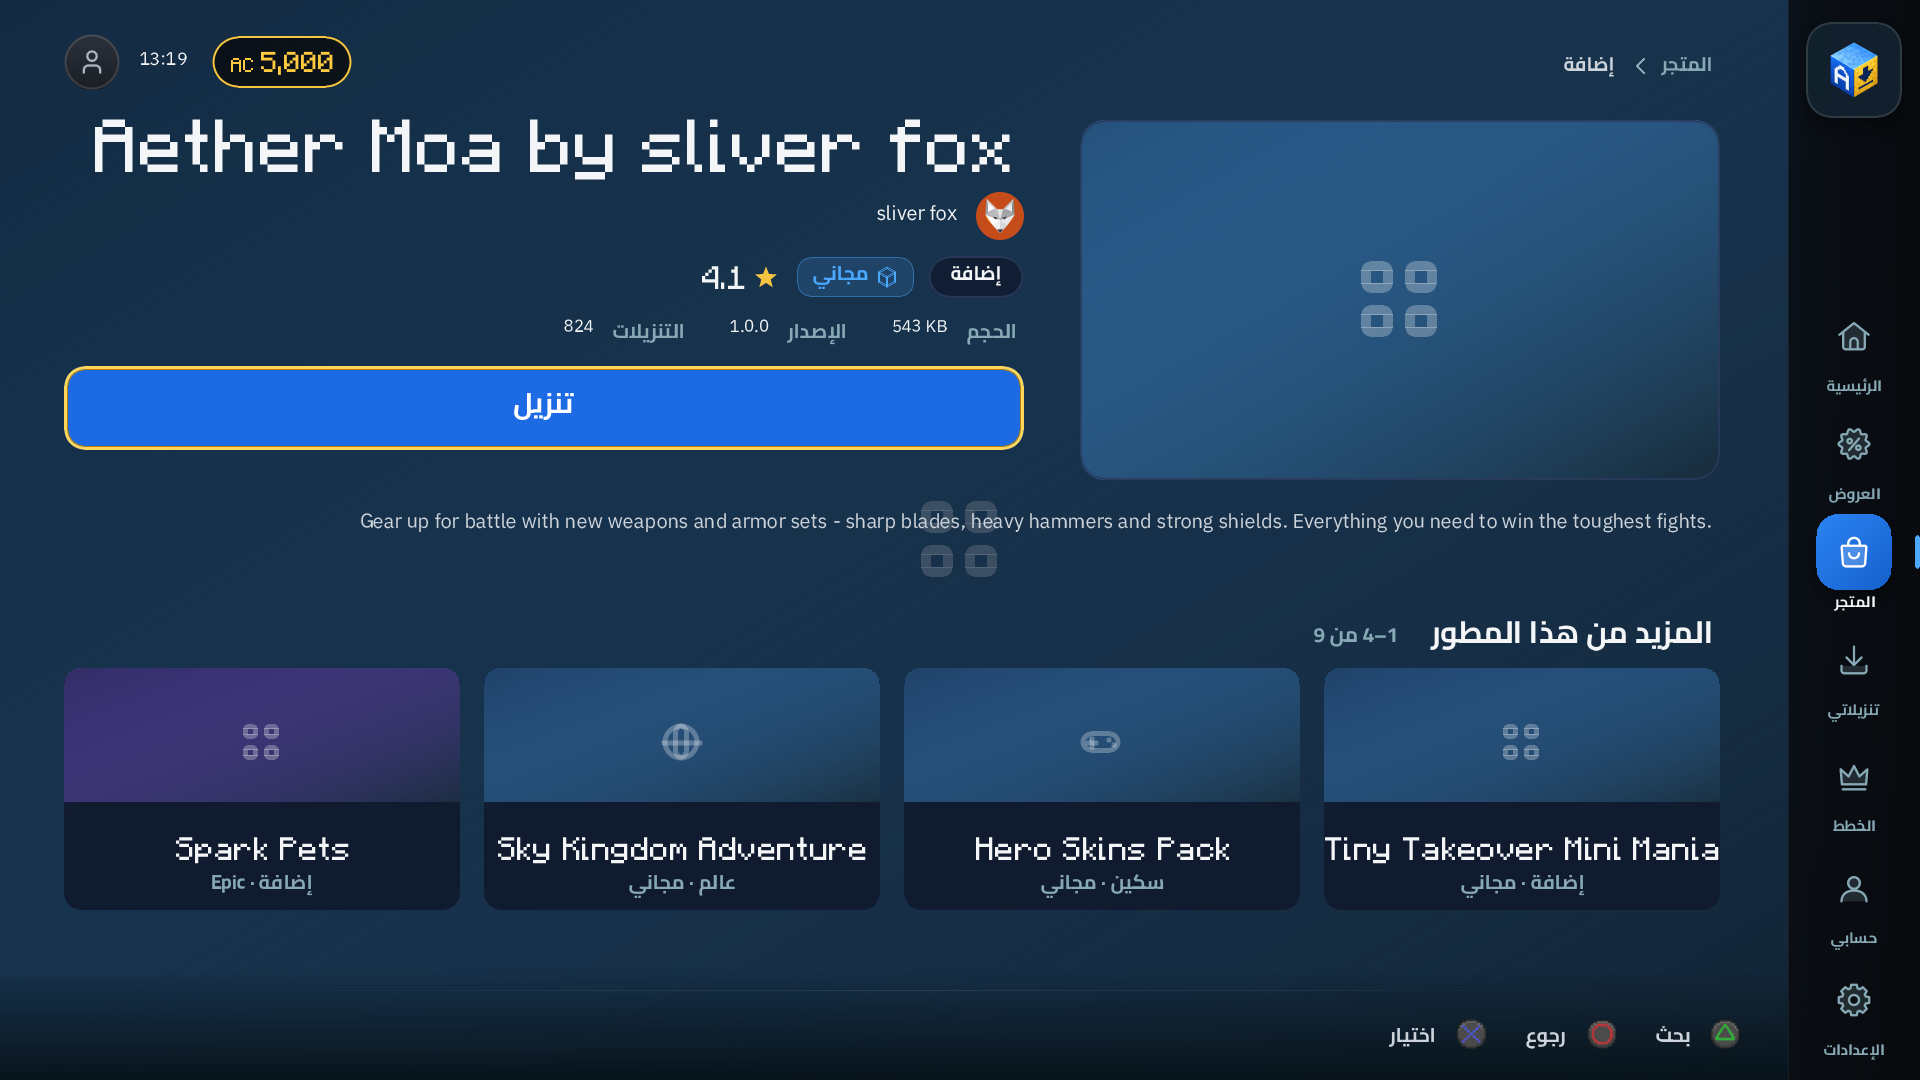 المتجر > إضافة
13:19
AC 5,000
Aether Moa by sliver fox
sliver fox
إضافة
مجاني
4.1
الحجم 543 KB
الإصدار 1.0.0
التنزيلات 824
تنزيل
Gear up for battle with new weapons and armor sets - sharp blades, heavy hammers and strong shields. Everything you need to win the toughest fights.
المزيد من هذا المطور
1–4 من 9
Tiny Takeover Mini Mania
إضافة · مجاني
Hero Skins Pack
سكين · مجاني
Sky Kingdom Adventure
عالم · مجاني
Spark Pets
إضافة · Epic
الرئيسية
العروض
المتجر
تنزيلاتي
الخطط
حسابي
الإعدادات
بحث
رجوع
اختيار